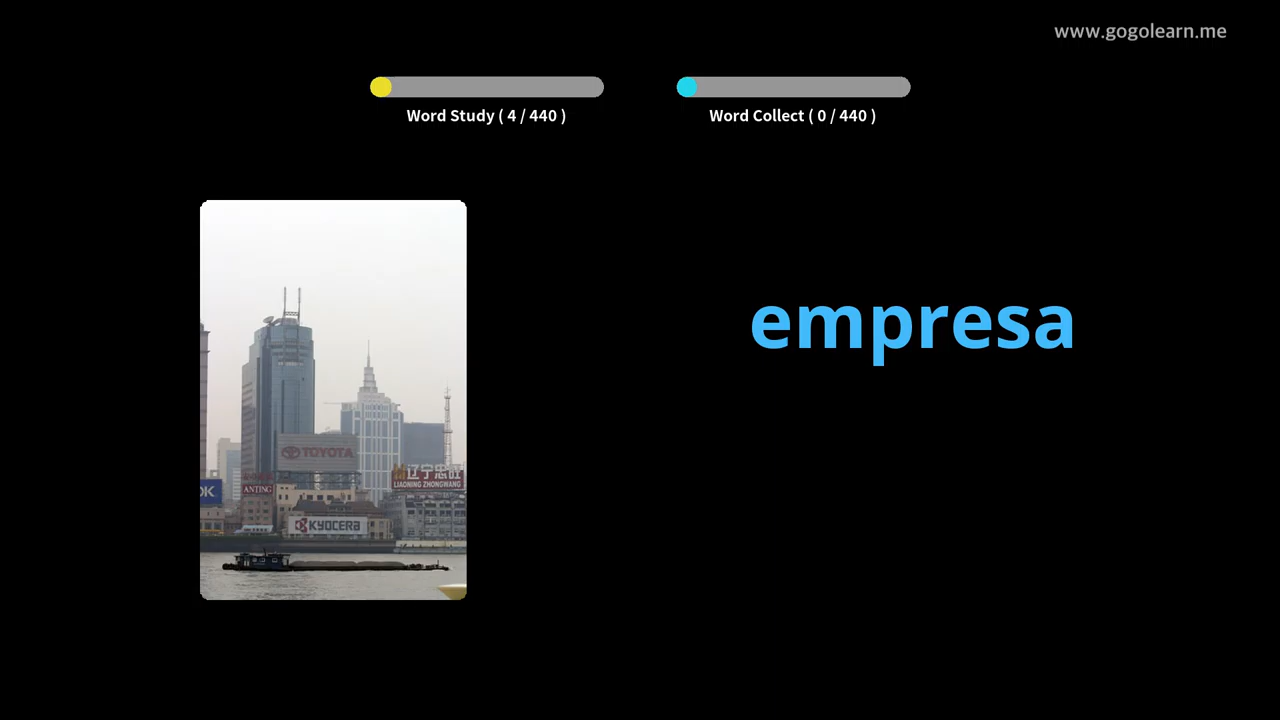 www.gogolearn.me
Word Study ( 4 / 440 )
Word Collect ( 0 / 440 )
empresa
TOYOTA
辽宁忠旺
LIAONING ZHONGWANG
OK
ANTING
KYOCERA